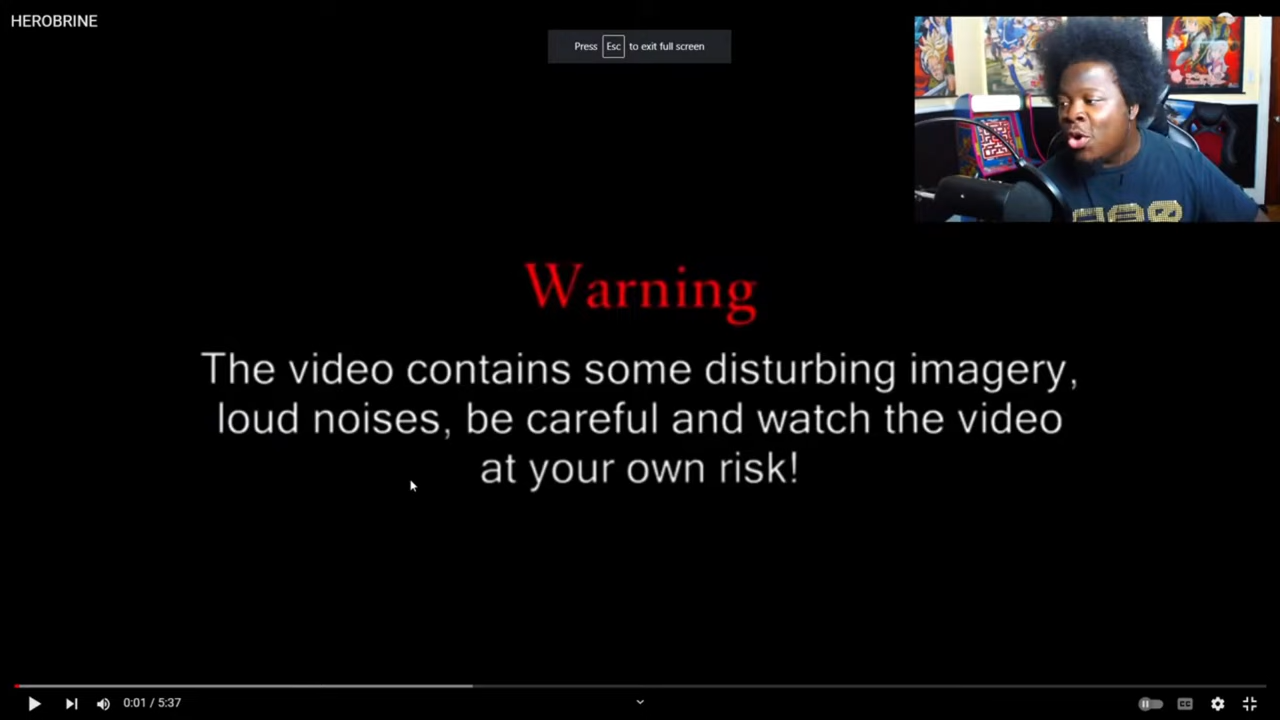 HEROBRINE
Press Esc to exit full screen
Warning
The video contains some disturbing imagery,
loud noises, be careful and watch the video
at your own risk!
0:01 / 5:37
CC